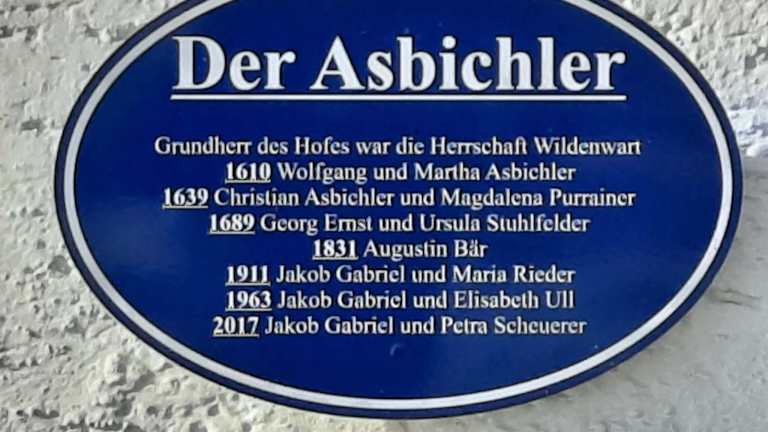 Der Asbichler
Grundherr des Hofes war die Herrschaft Wildenwart
1610 Wolfgang und Martha Asbichler
1639 Christian Asbichler und Magdalena Purrainer
1689 Georg Ernst und Ursula Stuhlfelder
1831 Augustin Bär
1911 Jakob Gabriel und Maria Rieder
1963 Jakob Gabriel und Elisabeth Ull
2017 Jakob Gabriel und Petra Scheuerer